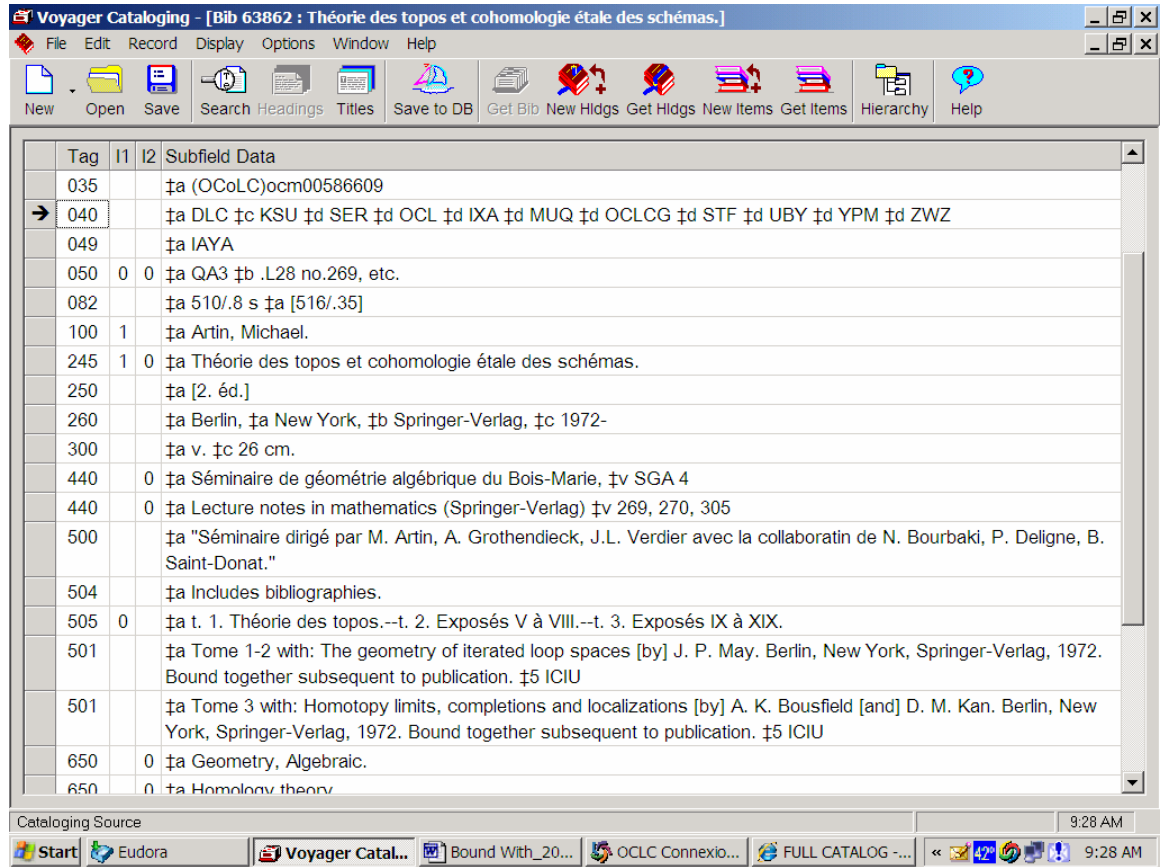 Voyager Cataloging - [Bib 63862 : Théorie des topos et cohomologie étale des schémas.]
File Edit Record Display Options Window Help
New Open Save Search Headings Titles Save to DB Get Bib New Hldgs Get Hldgs New Items Get Items Hierarchy Help
Tag I1 I2 Subfield Data
035 ‡a (OCoLC)ocm00586609
040 ‡a DLC ‡c KSU ‡d SER ‡d OCL ‡d IXA ‡d MUQ ‡d OCLCG ‡d STF ‡d UBY ‡d YPM ‡d ZWZ
049 ‡a IAYA
050 0 0 ‡a QA3 ‡b .L28 no.269, etc.
082 ‡a 510/.8 s ‡a [516/.35]
100 1 ‡a Artin, Michael.
245 1 0 ‡a Théorie des topos et cohomologie étale des schémas.
250 ‡a [2. éd.]
260 ‡a Berlin, ‡a New York, ‡b Springer-Verlag, ‡c 1972-
300 ‡a v. ‡c 26 cm.
440 0 ‡a Séminaire de géométrie algébrique du Bois-Marie, ‡v SGA 4
440 0 ‡a Lecture notes in mathematics (Springer-Verlag) ‡v 269, 270, 305
500 ‡a "Séminaire dirigé par M. Artin, A. Grothendieck, J.L. Verdier avec la collaboratin de N. Bourbaki, P. Deligne, B.
Saint-Donat."
504 ‡a Includes bibliographies.
505 0 ‡a t. 1. Théorie des topos.--t. 2. Exposés V à VIII.--t. 3. Exposés IX à XIX.
501 ‡a Tome 1-2 with: The geometry of iterated loop spaces [by] J. P. May. Berlin, New York, Springer-Verlag, 1972.
Bound together subsequent to publication. ‡5 ICIU
501 ‡a Tome 3 with: Homotopy limits, completions and localizations [by] A. K. Bousfield [and] D. M. Kan. Berlin, New
York, Springer-Verlag, 1972. Bound together subsequent to publication. ‡5 ICIU
650 0 ‡a Geometry, Algebraic.
650 0 ‡a Homology theory
Cataloging Source 9:28 AM
Start Eudora Voyager Catal... Bound With_20... OCLC Connexio... FULL CATALOG -... « 42° 9:28 AM